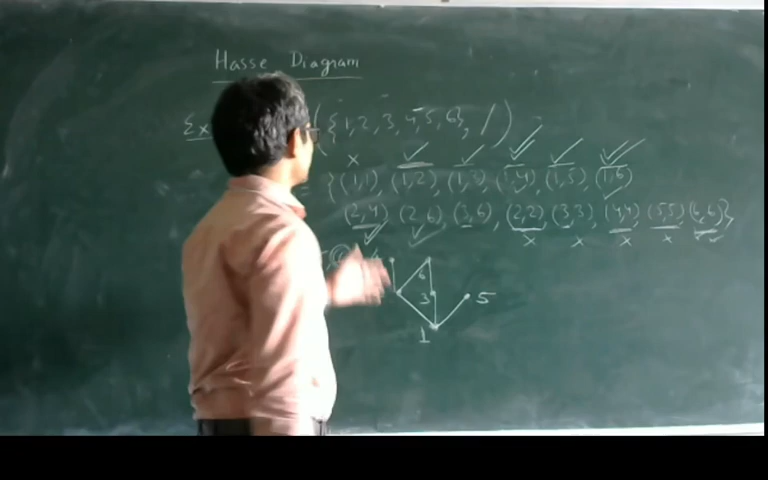 Hasse Diagram
Ex ({1,2,3,4,5,6}, /)
= {(1,1), (1,2), (1,3), (1,4), (1,5), (1,6)
(2,4) (2,6) (3,6), (2,2) (3,3) (4,4) (5,5) (6,6)}
6
3 5
1